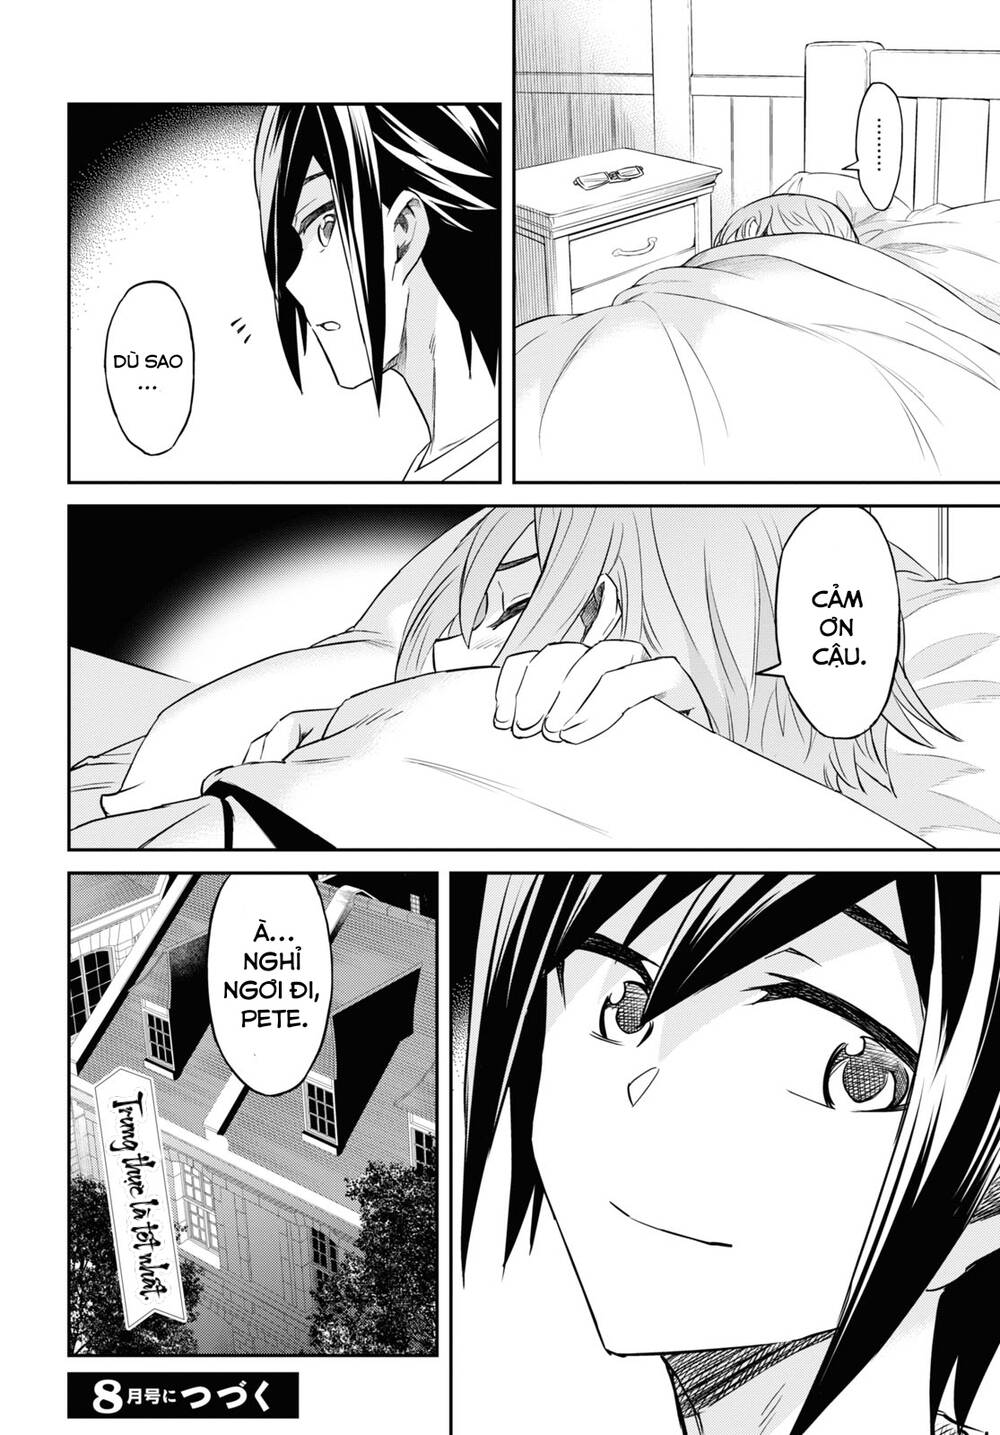 ………
DÙ SAO
…
CẢM
ƠN
CẬU.
À…
NGHỈ
NGƠI ĐI,
PETE.
Trung thực là tốt nhất.
8月号につづく